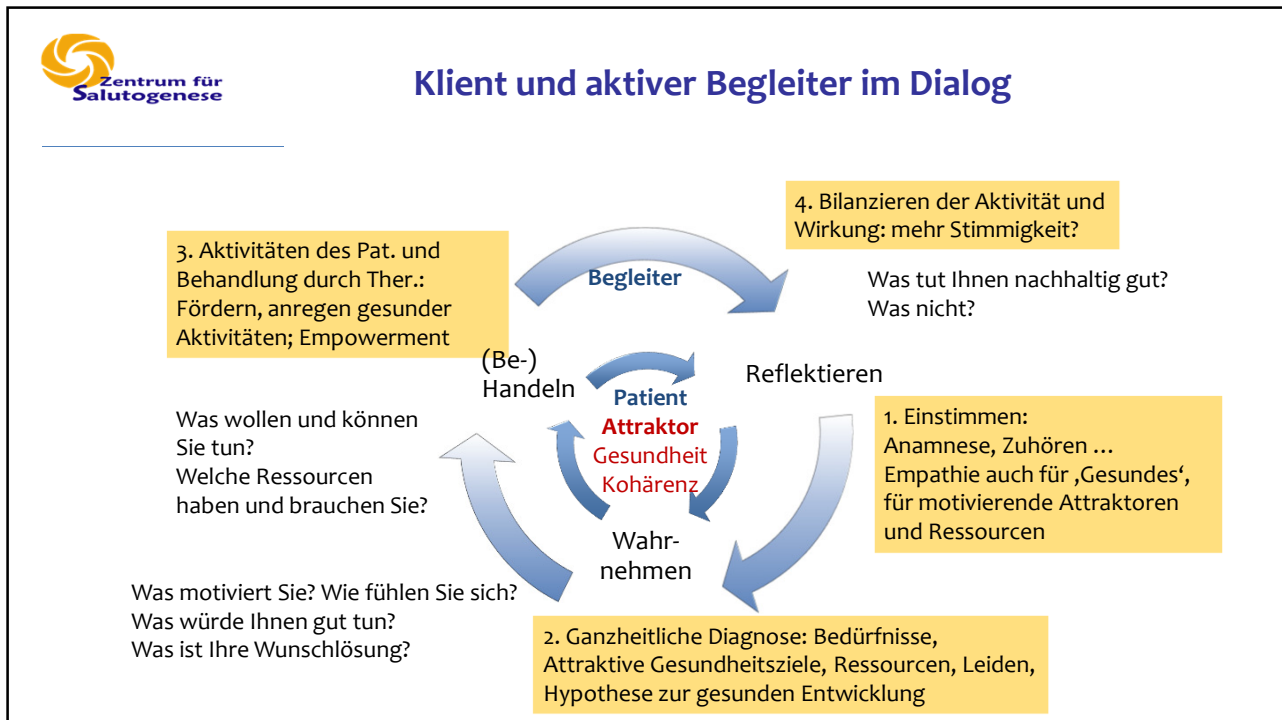 Zentrum für
Salutogenese
Klient und aktiver Begleiter im Dialog
4. Bilanzieren der Aktivität und
Wirkung: mehr Stimmigkeit?
Was tut Ihnen nachhaltig gut?
Was nicht?
3. Aktivitäten des Pat. und
Behandlung durch Ther.:
Fördern, anregen gesunder
Aktivitäten; Empowerment
Begleiter
(Be-)
Handeln
Reflektieren
Patient
Attraktor
Gesundheit
Kohärenz
Wahr-
nehmen
1. Einstimmen:
Anamnese, Zuhören …
Empathie auch für ‚Gesundes‘,
für motivierende Attraktoren
und Ressourcen
Was wollen und können
Sie tun?
Welche Ressourcen
haben und brauchen Sie?
Was motiviert Sie? Wie fühlen Sie sich?
Was würde Ihnen gut tun?
Was ist Ihre Wunschlösung?
2. Ganzheitliche Diagnose: Bedürfnisse,
Attraktive Gesundheitsziele, Ressourcen, Leiden,
Hypothese zur gesunden Entwicklung